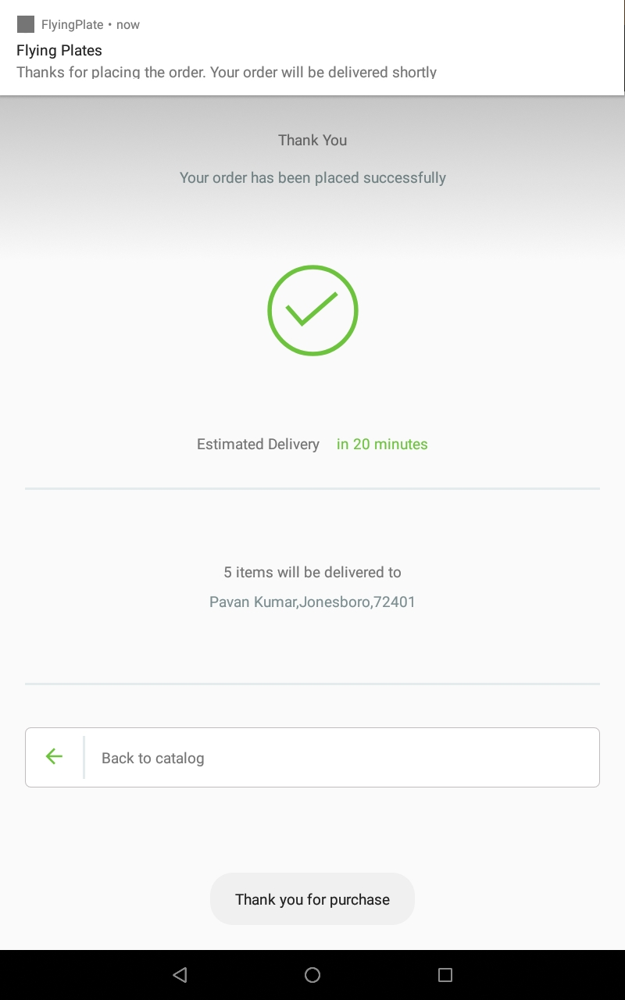 FlyingPlate • now
Flying Plates
Thanks for placing the order. Your order will be delivered shortly
Thank You
Your order has been placed successfully
Estimated Delivery in 20 minutes
5 items will be delivered to
Pavan Kumar,Jonesboro,72401
Back to catalog
Thank you for purchase